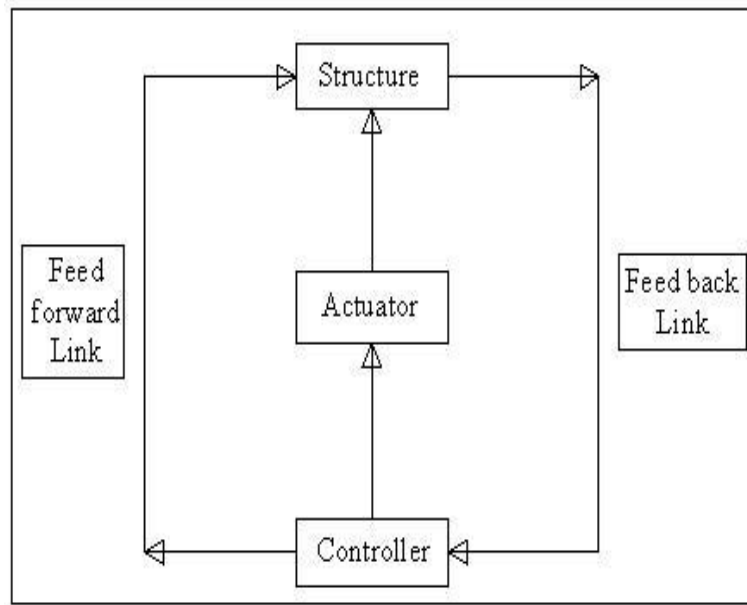 Structure
Feed
forward
Link
Actuator
Feed back
Link
Controller